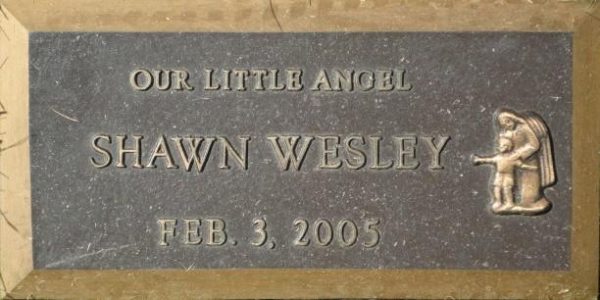 OUR LITTLE ANGEL
SHAWN WESLEY
FEB. 3, 2005